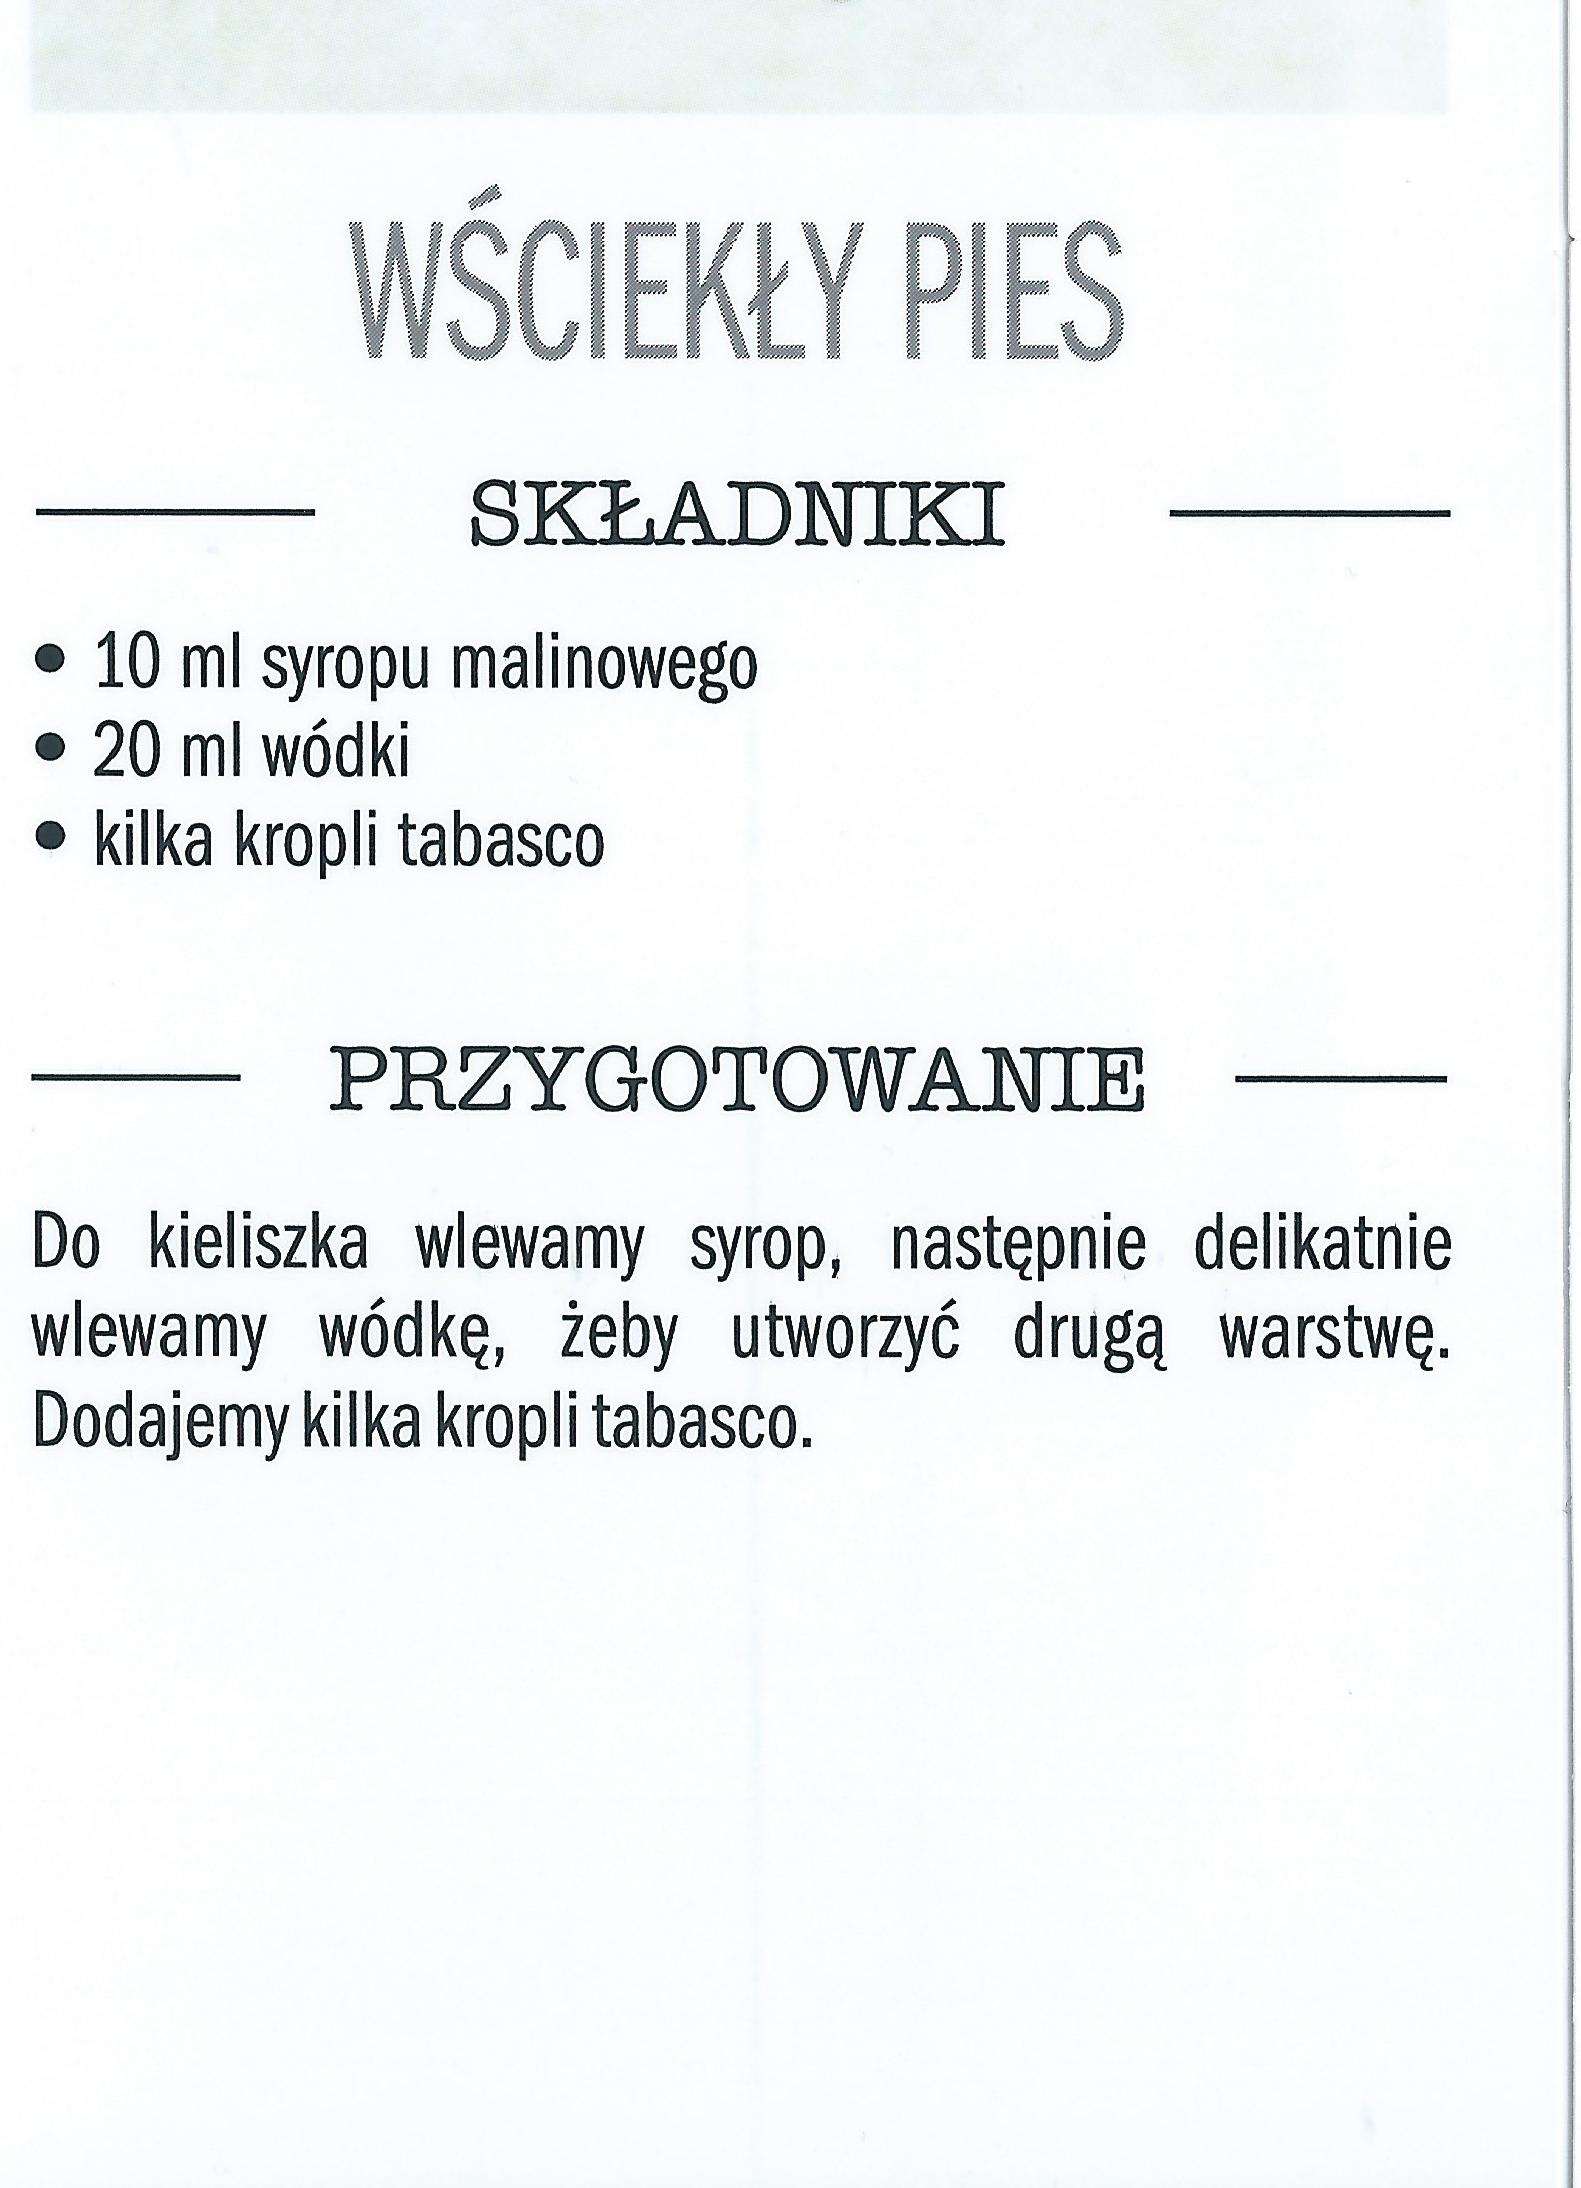 WŚCIEKŁY PIES
SKŁADNIKI
• 10 ml syropu malinowego
• 20 ml wódki
• kilka kropli tabasco
PRZYGOTOWANIE
Do kieliszka wlewamy syrop, następnie delikatnie
wlewamy wódkę, żeby utworzyć drugą warstwę.
Dodajemy kilka kropli tabasco.